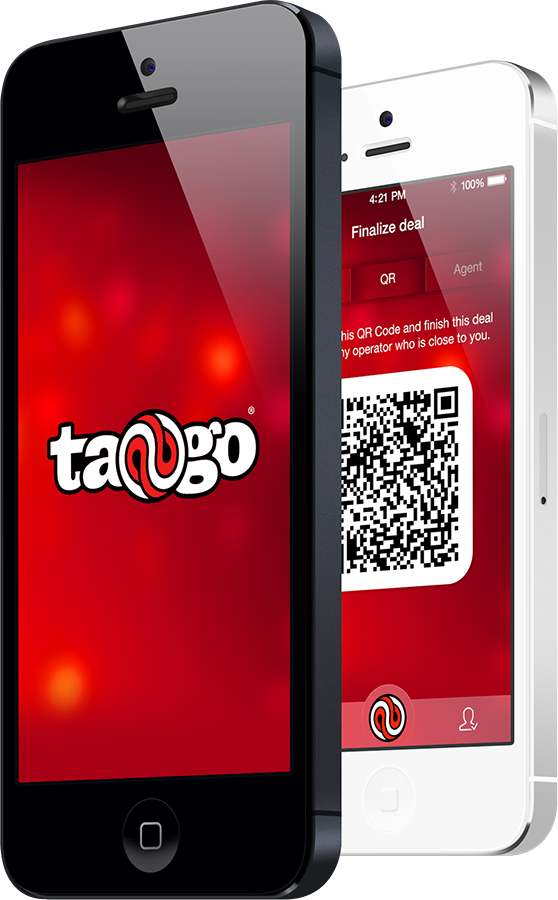 tango®
4:21 PM
100%
Finalize deal
QR
Agent
his QR Code and finish this deal
ny operator who is close to you.